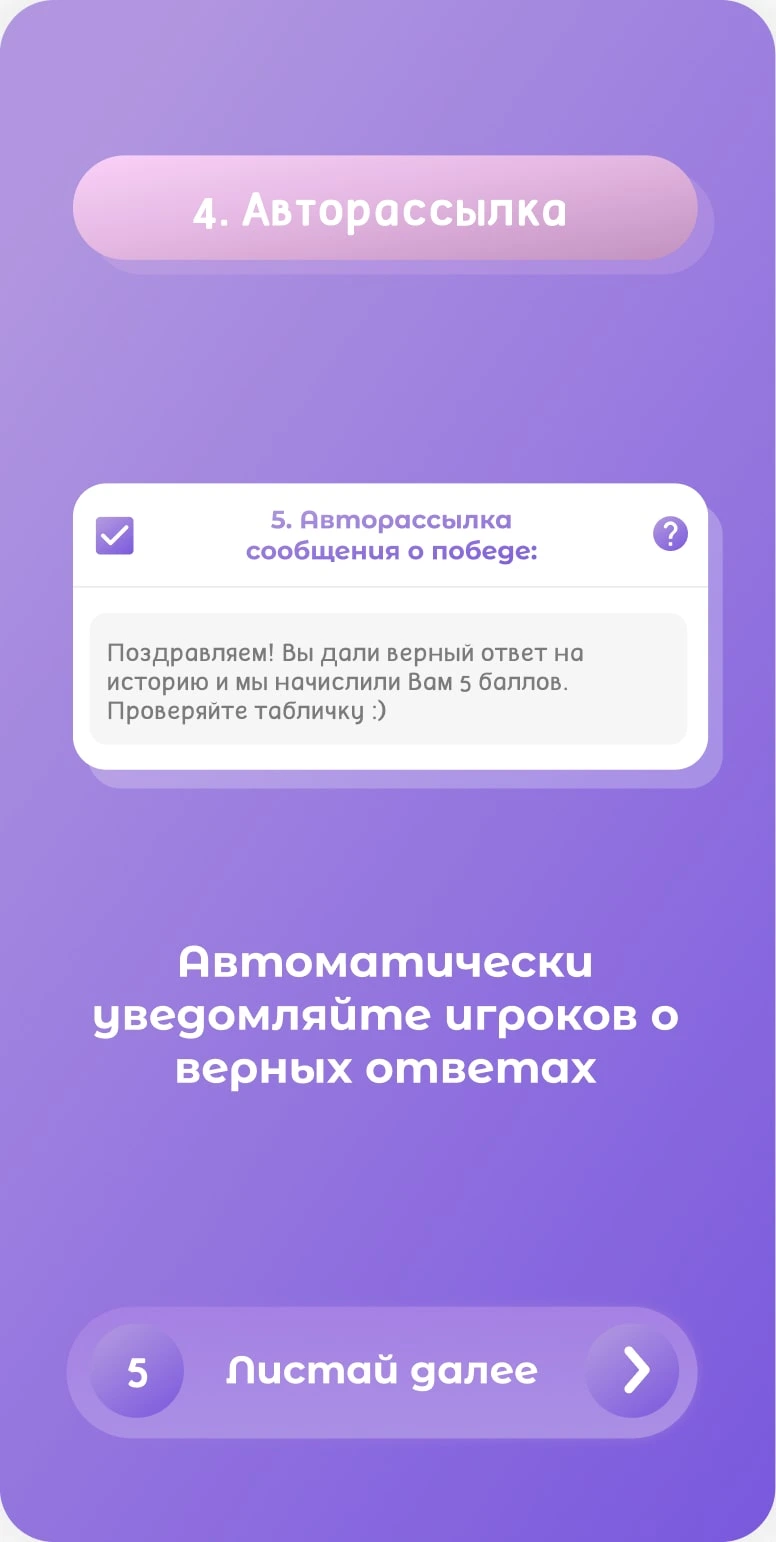 4. Авторассылка
5. Авторассылка
сообщения о победе:
?
Поздравляем! Вы дали верный ответ на
историю и мы начислили Вам 5 баллов.
Проверяйте табличку :)
Автоматически
уведомляйте игроков о
верных ответах
5 Листай далее